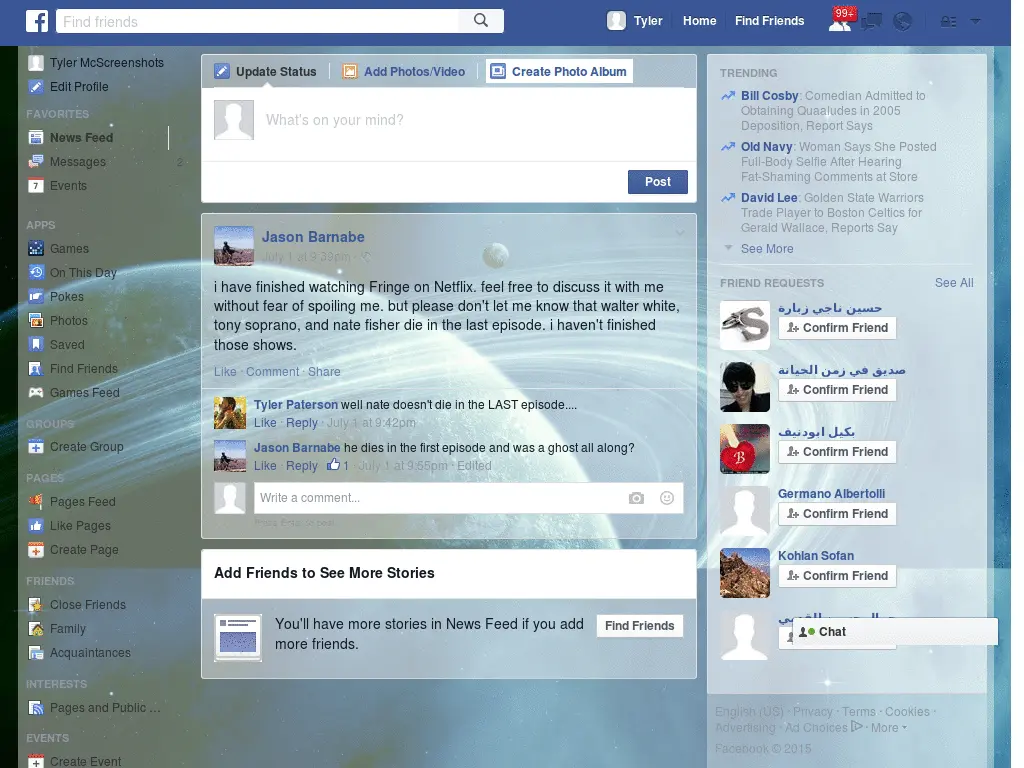 Find friends
Tyler
Home
Find Friends
99+
Tyler McScreenshots
Edit Profile
FAVORITES
News Feed
Messages 2
Events
APPS
Games
On This Day
Pokes
Photos
Saved
Find Friends
Games Feed
GROUPS
Create Group
PAGES
Pages Feed
Like Pages
Create Page
FRIENDS
Close Friends
Family
Acquaintances
INTERESTS
Pages and Public ...
EVENTS
Create Event
Update Status
Add Photos/Video
Create Photo Album
What's on your mind?
Post
Jason Barnabe
July 1 at 9:39pm ·
i have finished watching Fringe on Netflix. feel free to discuss it with me
without fear of spoiling me. but please don't let me know that walter white,
tony soprano, and nate fisher die in the last episode. i haven't finished
those shows.
Like · Comment · Share
Tyler Paterson well nate doesn't die in the LAST episode....
Like · Reply · July 1 at 9:42pm
Jason Barnabe he dies in the first episode and was a ghost all along?
Like · Reply · 1 · July 1 at 9:55pm · Edited
Write a comment...
Press Enter to post.
Add Friends to See More Stories
You'll have more stories in News Feed if you add
more friends.
Find Friends
TRENDING
Bill Cosby: Comedian Admitted to
Obtaining Quaaludes in 2005
Deposition, Report Says
Old Navy: Woman Says She Posted
Full-Body Selfie After Hearing
Fat-Shaming Comments at Store
David Lee: Golden State Warriors
Trade Player to Boston Celtics for
Gerald Wallace, Reports Say
See More
FRIEND REQUESTS
See All
حسين ناجي زبارة
Confirm Friend
صديق في زمن الخيانة
Confirm Friend
بكيل ابودنيف
Confirm Friend
Germano Albertolli
Confirm Friend
Kohlan Sofan
Confirm Friend
Chat
English (US) · Privacy · Terms · Cookies ·
Advertising · Ad Choices · More
Facebook © 2015